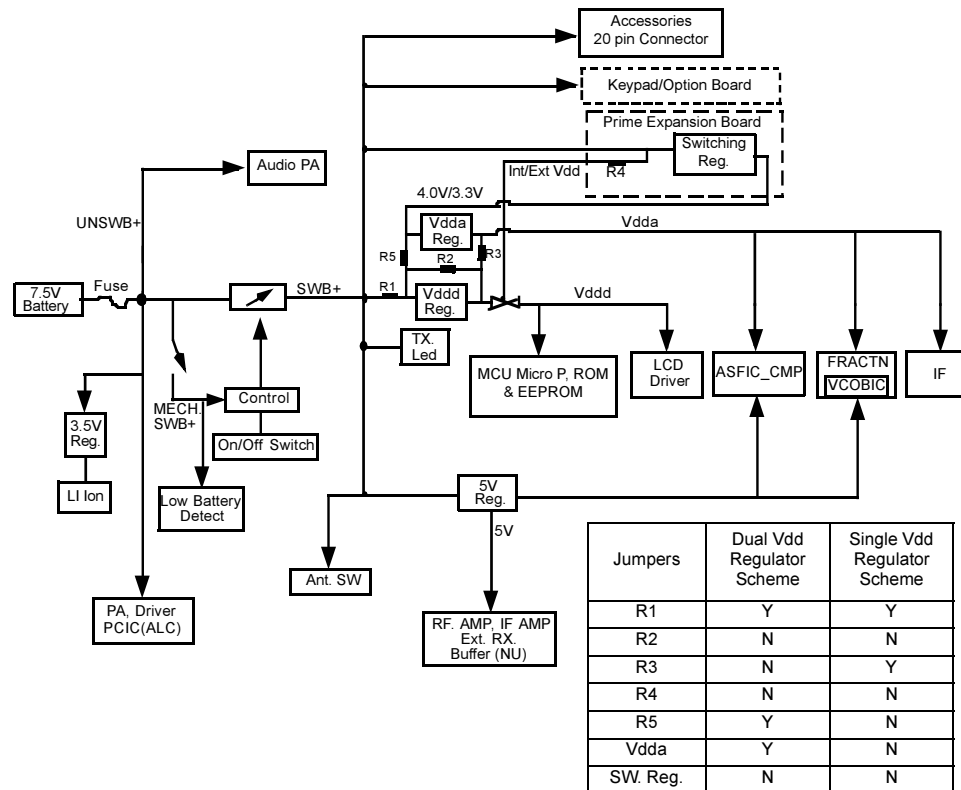 Accessories
20 pin Connector
Keypad/Option Board
Prime Expansion Board
Switching
Reg.
Audio PA
Int/Ext Vdd
R4
4.0V/3.3V
UNSWB+
Vdda
Reg.
Vdda
R5
R3
R2
7.5V
Battery
Fuse
SWB+
R1
Vddd
Reg.
Vddd
TX.
Led
MCU Micro P, ROM
& EEPROM
LCD
Driver
ASFIC_CMP
FRACTN
VCOBIC
IF
3.5V
Reg.
MECH.
SWB+
Control
On/Off Switch
LI Ion
Low Battery
Detect
5V
Reg.
5V
Ant. SW
PA, Driver
PCIC(ALC)
RF. AMP, IF AMP
Ext. RX.
Buffer (NU)
Jumpers
Dual Vdd
Regulator
Scheme
Single Vdd
Regulator
Scheme
R1 Y Y
R2 N N
R3 N Y
R4 N N
R5 Y N
Vdda Y N
SW. Reg. N N